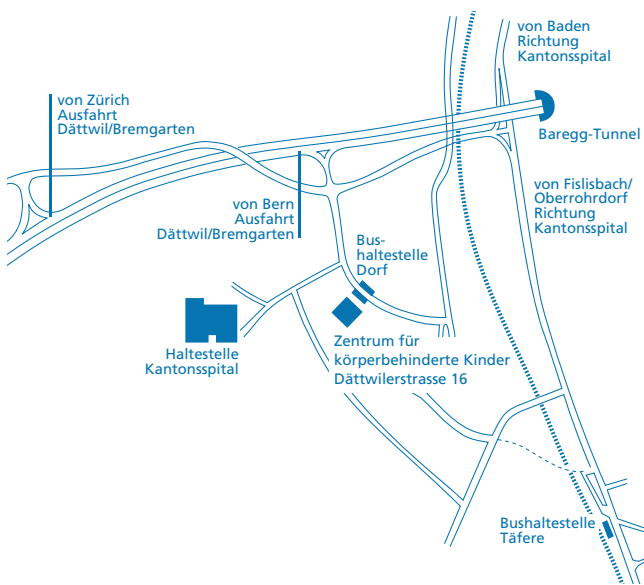 von Baden
Richtung
Kantonsspital
von Zürich
Ausfahrt
Dättwil/Bremgarten
Baregg-Tunnel
von Fislisbach/
Oberrohrdorf
Richtung
Kantonsspital
von Bern
Ausfahrt
Dättwil/Bremgarten
Bus-
haltestelle
Dorf
Haltestelle
Kantonsspital
Zentrum für
körperbehinderte Kinder
Dättwilerstrasse 16
Bushaltestelle
Täfere